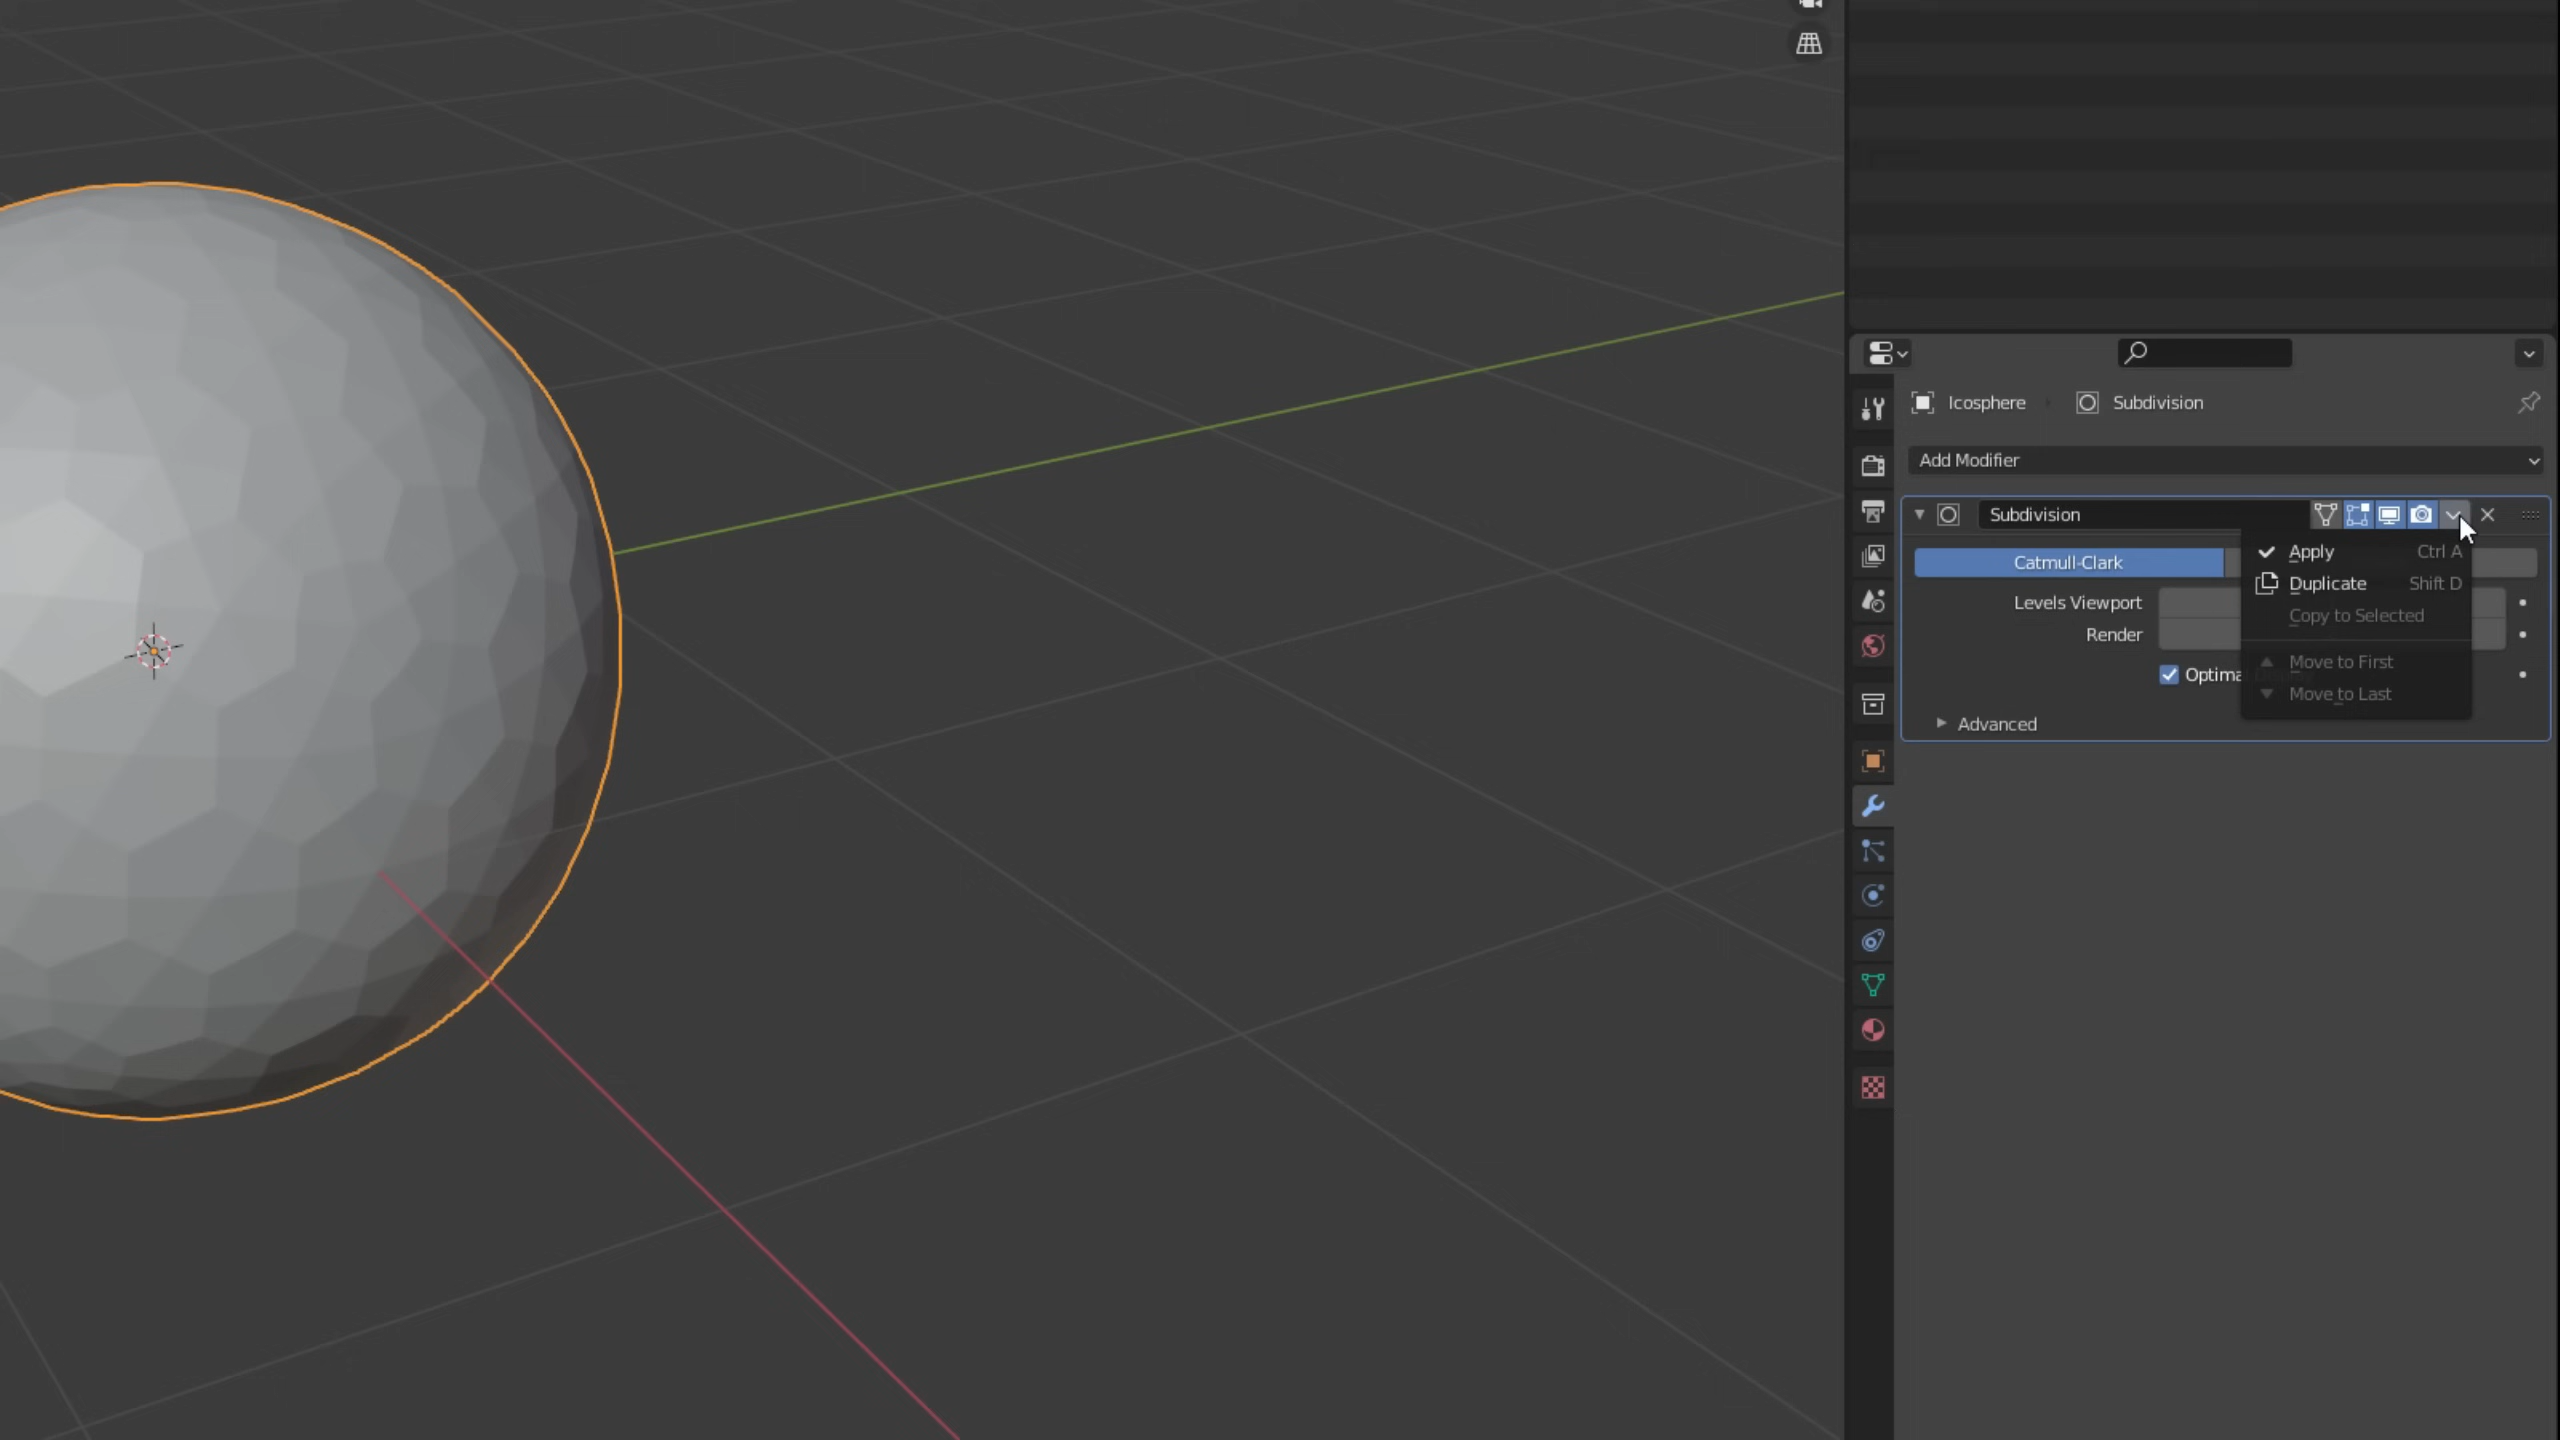 Icosphere
Subdivision
Add Modifier
Subdivision
Apply Ctrl A
Catmull-Clark
Duplicate Shift D
Levels Viewport
Copy to Selected
Render
Move to First
Optima
Move to Last
Advanced